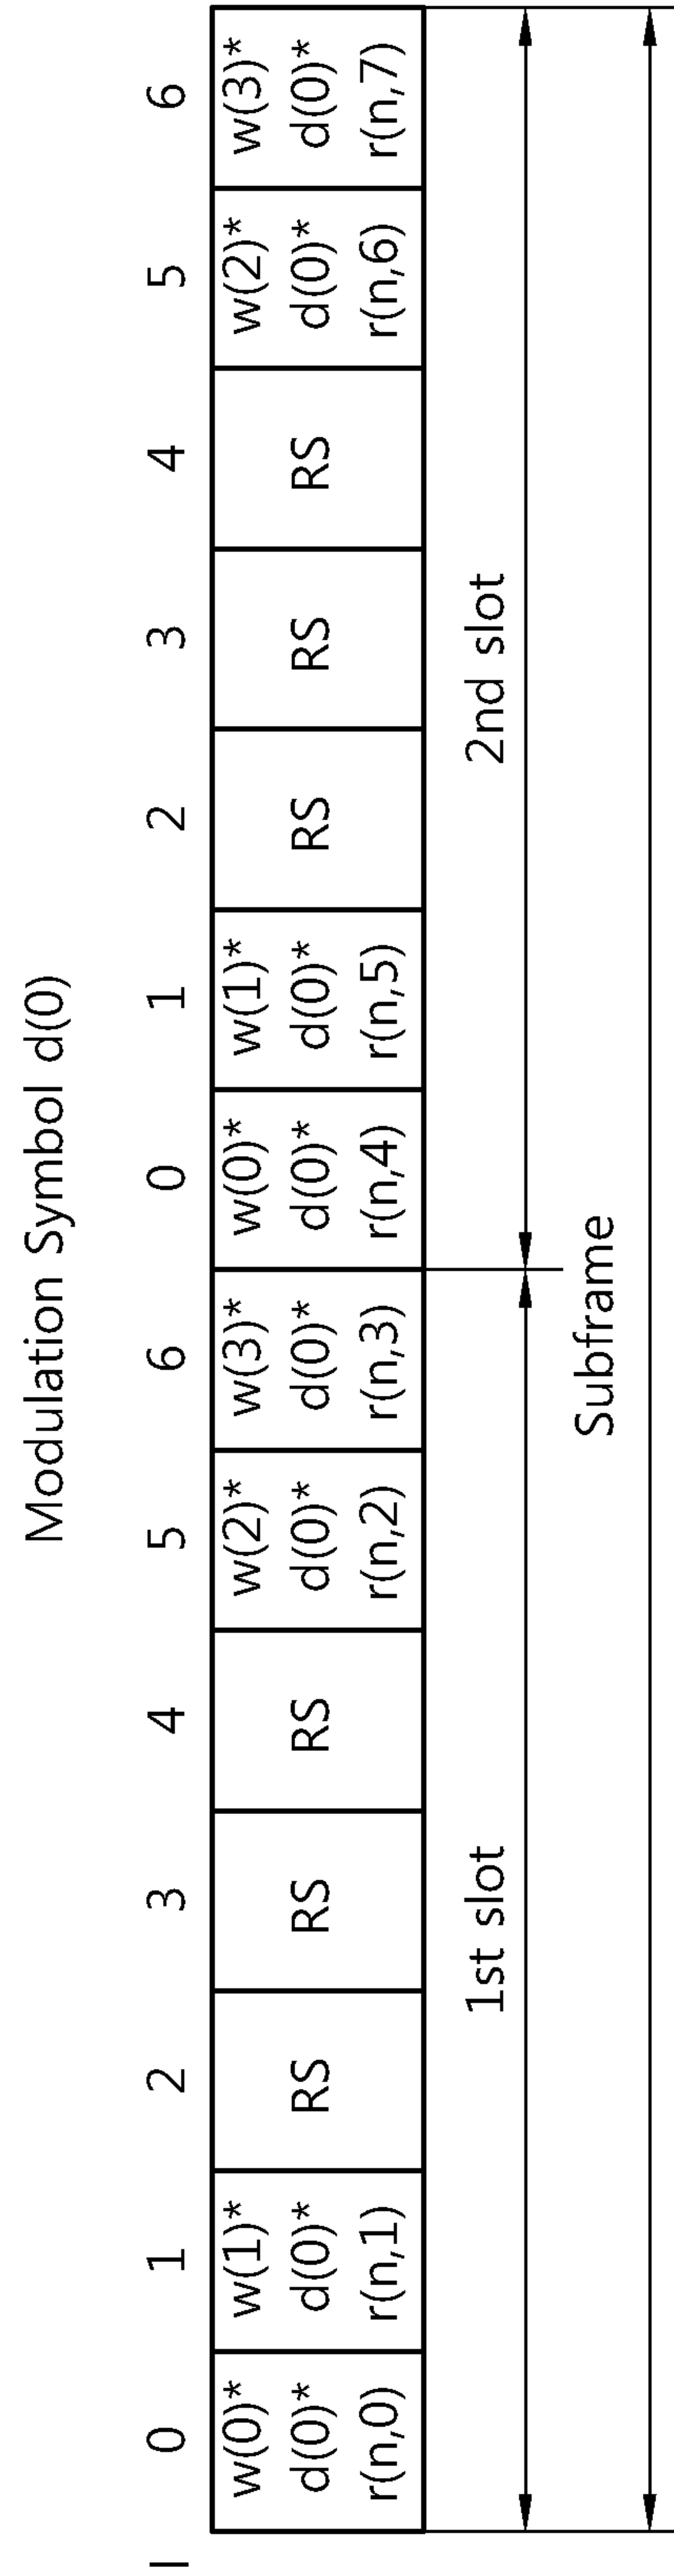 Modulation Symbol d(0)
l 0 1 2 3 4 5 6 0 1 2 3 4 5 6
w(0)* w(1)* RS RS RS w(2)* w(3)* w(0)* w(1)* RS RS RS w(2)* w(3)*
d(0)* d(0)* d(0)* d(0)* d(0)* d(0)* d(0)* d(0)*
r(n,0) r(n,1) r(n,2) r(n,3) r(n,4) r(n,5) r(n,6) r(n,7)
1st slot 2nd slot
Subframe